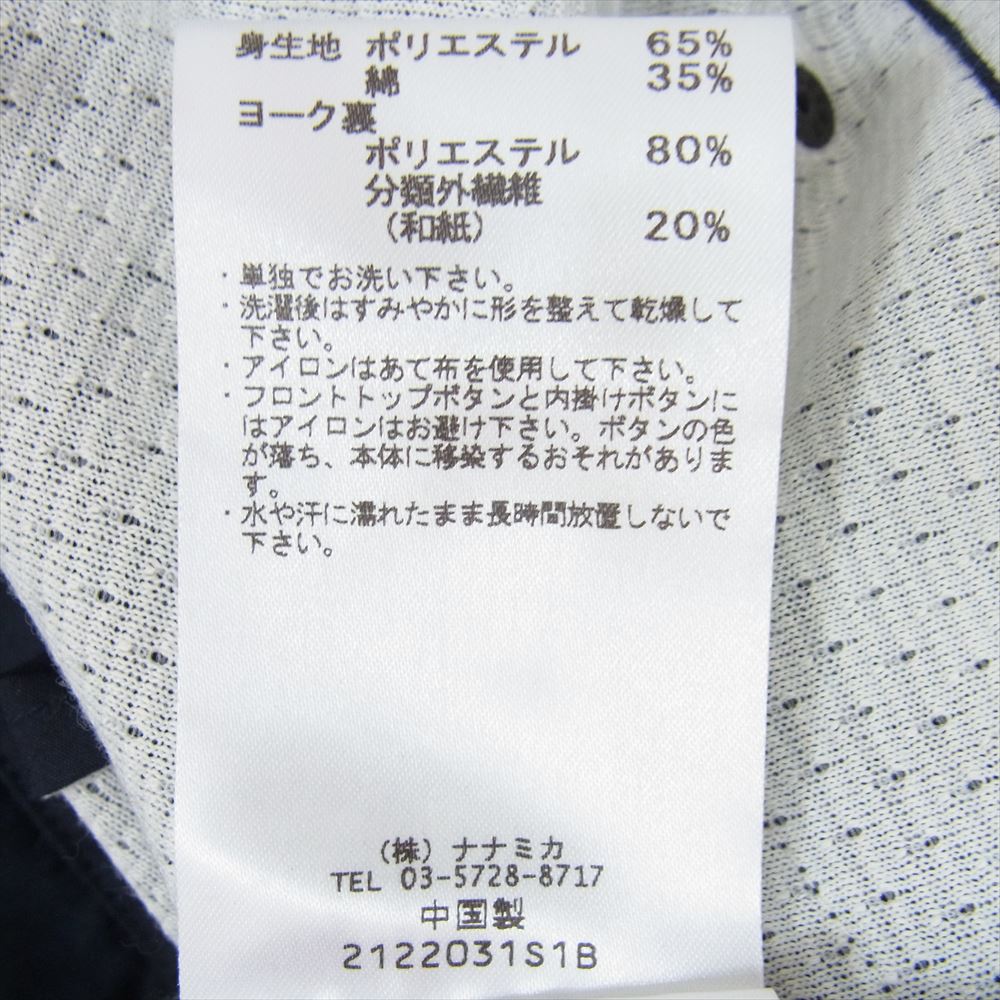 身生地 ポリエステル 65%
綿 35%
ヨーク裏
ポリエステル 80%
分類外繊維
(和紙) 20%
・単独でお洗い下さい。
・洗濯後はすみやかに形を整えて乾燥して
下さい。
・アイロンはあて布を使用して下さい。
・フロントトップボタンと内掛けボタンに
はアイロンはお避け下さい。ボタンの色
が落ち、本体に移染するおそれがありま
す。
・水や汗に濡れたまま長時間放置しないで
下さい。
(株)ナナミカ
TEL 03-5728-8717
中国製
2122031S1B